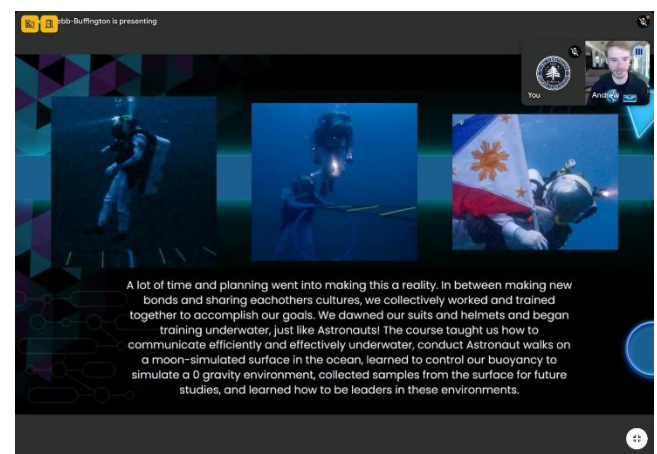 ebb-Buffington is presenting
You
Andrew
A lot of time and planning went into making this a reality. In between making new
bonds and sharing eachothers cultures, we collectively worked and trained
together to accomplish our goals. We dawned our suits and helmets and began
training underwater, just like Astronauts! The course taught us how to
communicate efficiently and effectively underwater, conduct Astronaut walks on
a moon-simulated surface in the ocean, learned to control our buoyancy to
simulate a 0 gravity environment, collected samples from the surface for future
studies, and learned how to be leaders in these environments.